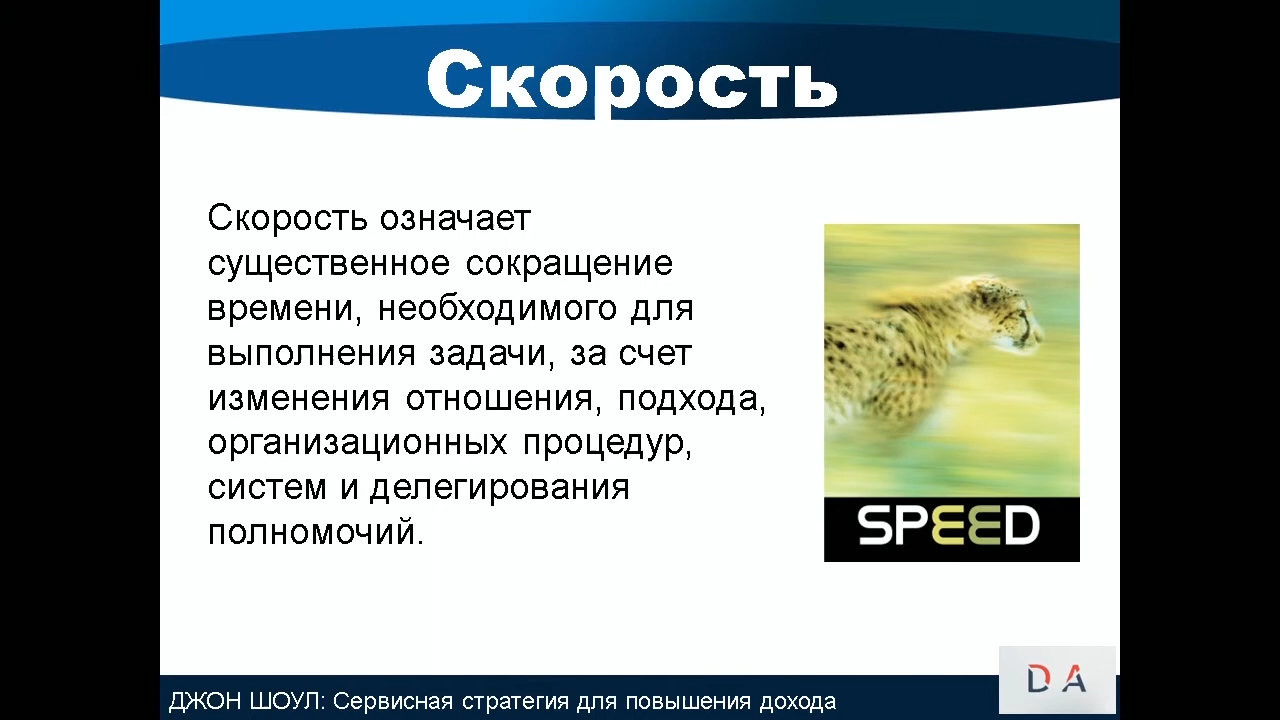 Скорость
Скорость означает
существенное сокращение
времени, необходимого для
выполнения задачи, за счет
изменения отношения, подхода,
организационных процедур,
систем и делегирования
полномочий.
SPEED
DA
ДЖОН ШОУЛ: Сервисная стратегия для повышения дохода